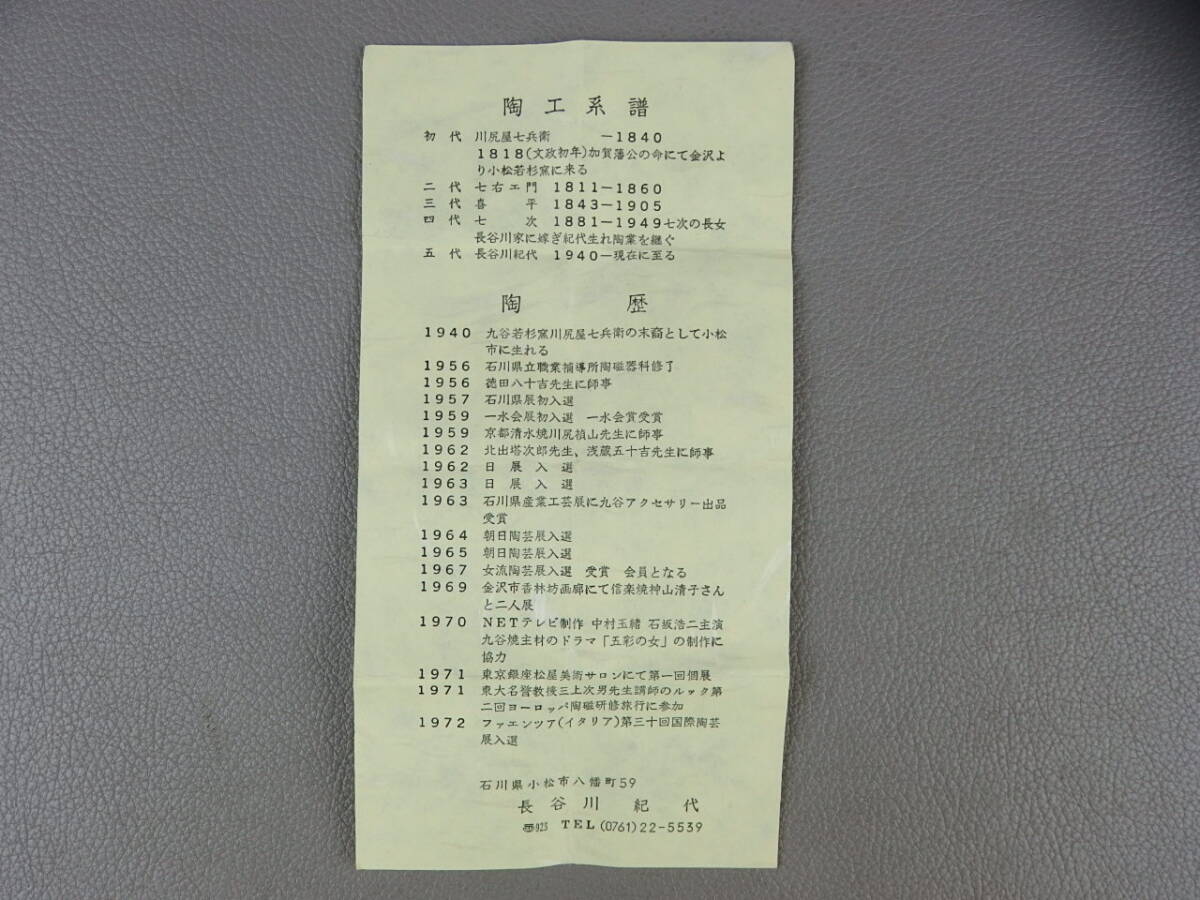 陶工系譜
初代 川尻屋七兵衛 －1840
1818(文政初年)加賀藩公の命にて金沢よ
り小松若杉窯に来る
二代 七右エ門 1811－1860
三代 喜平 1843－1905
四代 七次 1881－1949七次の長女
長谷川家に嫁ぎ紀代生れ陶業を継ぐ
五代 長谷川紀代 1940－現在に至る
陶歴
1940 九谷若杉窯川尻屋七兵衛の末裔として小松
市に生れる
1956 石川県立職業補導所陶磁器科修了
1956 徳田八十吉先生に師事
1957 石川県展初入選
1959 一水会展初入選 一水会賞受賞
1959 京都清水焼川尻禎山先生に師事
1962 北出塔次郎先生、浅蔵五十吉先生に師事
1962 日展入選
1963 日展入選
1963 石川県産業工芸展に九谷アクセサリー出品
受賞
1964 朝日陶芸展入選
1965 朝日陶芸展入選
1967 女流陶芸展入選 受賞 会員となる
1969 金沢市香林坊画廊にて信楽焼神山清子さん
と二人展
1970 NETテレビ制作 中村玉緒 石坂浩二主演
九谷焼主材のドラマ「五彩の女」の制作に
協力
1971 東京銀座松屋美術サロンにて第一回個展
1971 東大名誉教授三上次男先生講師のルック第
二回ヨーロッパ陶磁研修旅行に参加
1972 ファエンツア(イタリア)第三十回国際陶芸
展入選
石川県小松市八幡町59
長谷川紀代
〠923 TEL(0761)22-5539